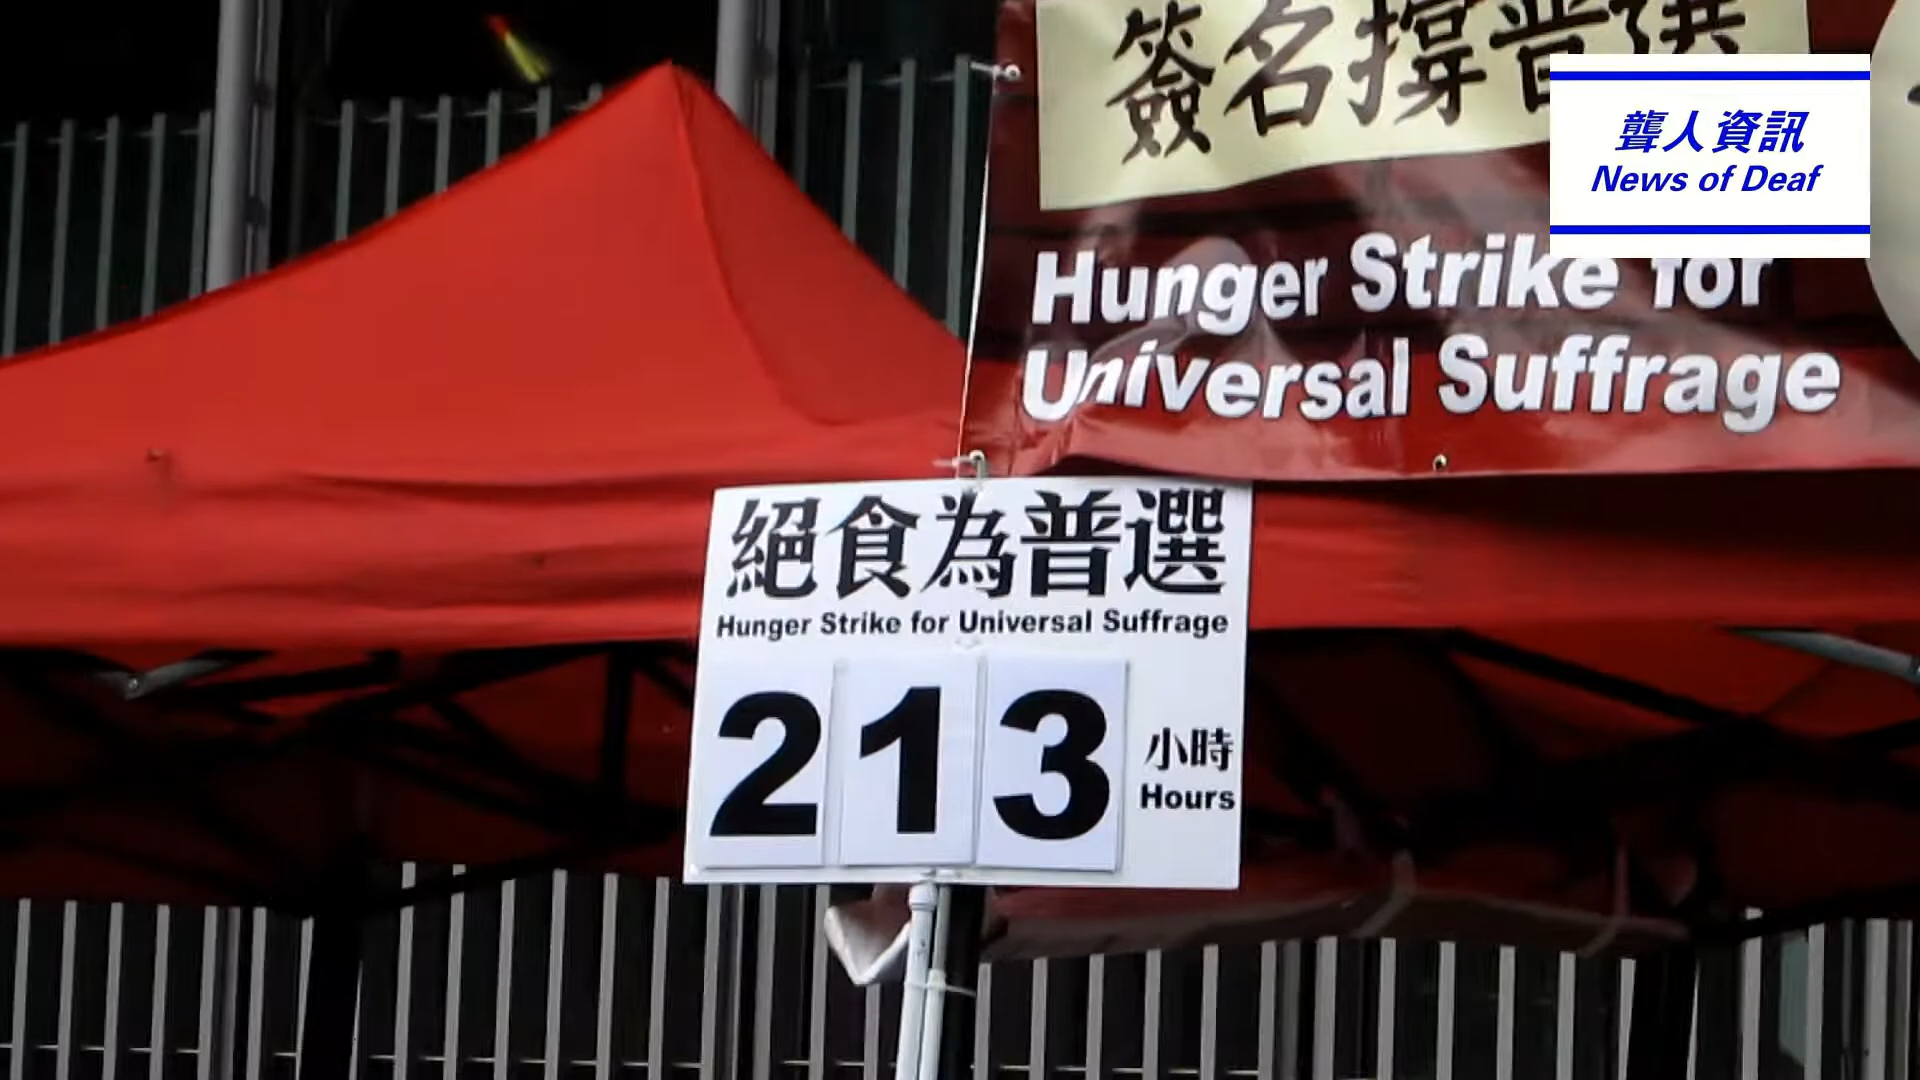 簽名撐普選
聾人資訊
News of Deaf
Hunger Strike for
Universal Suffrage
絕食為普選
Hunger Strike for Universal Suffrage
213
小時
Hours